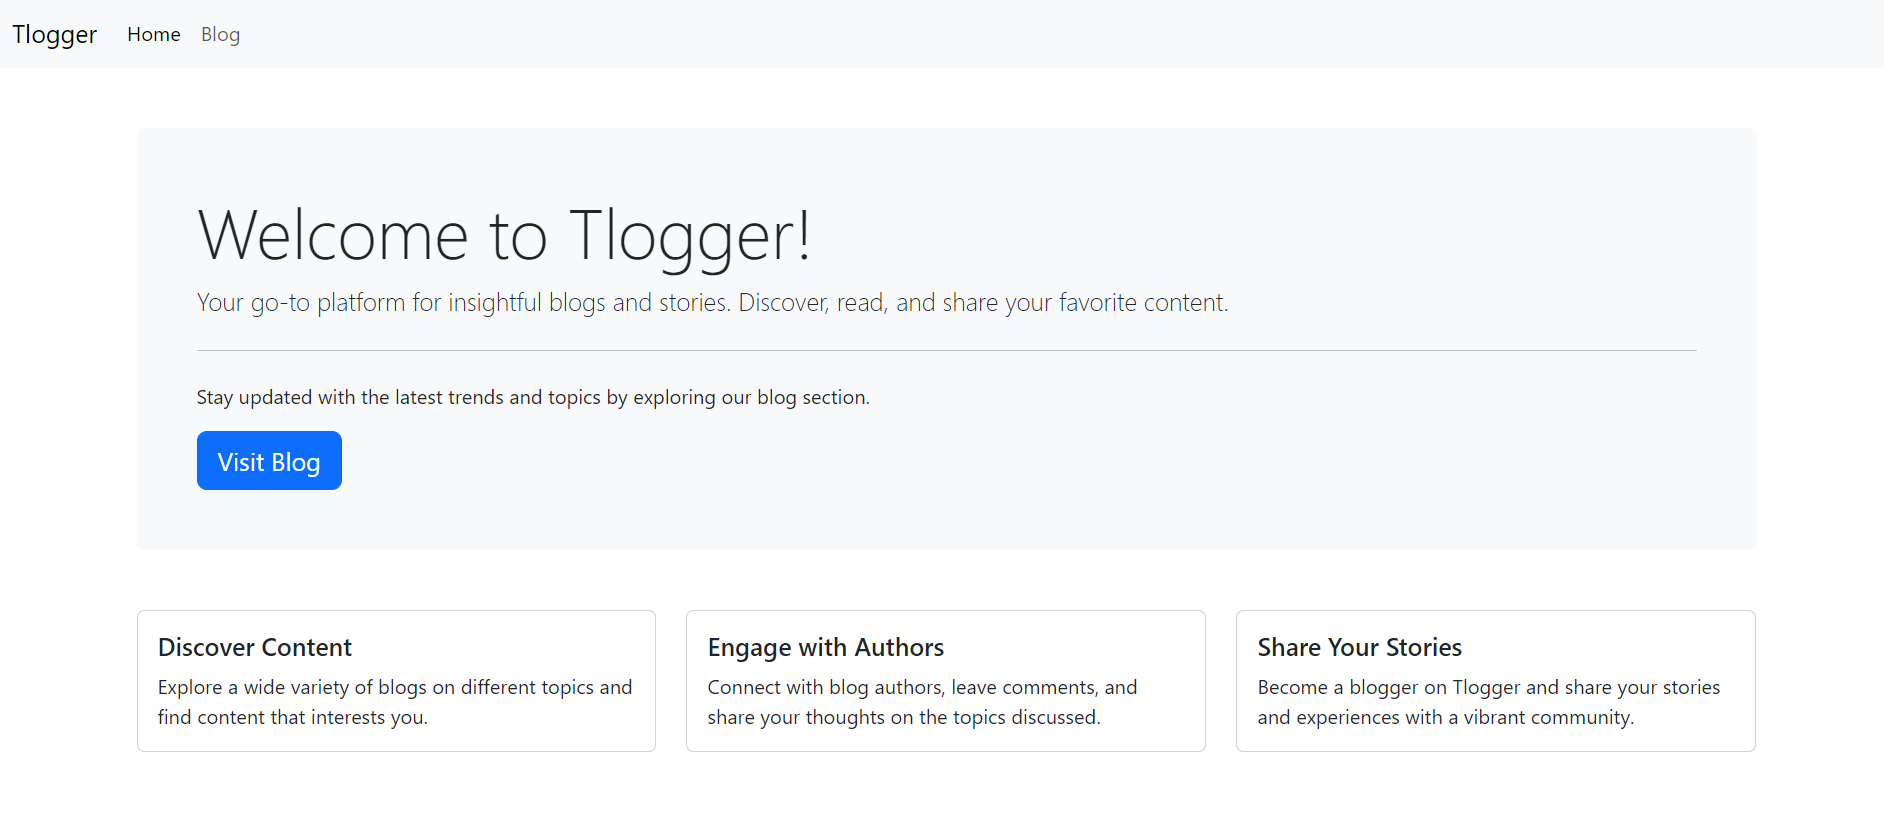 Tlogger Home Blog
Welcome to Tlogger!
Your go-to platform for insightful blogs and stories. Discover, read, and share your favorite content.
Stay updated with the latest trends and topics by exploring our blog section.
Visit Blog
Discover Content
Explore a wide variety of blogs on different topics and
find content that interests you.
Engage with Authors
Connect with blog authors, leave comments, and
share your thoughts on the topics discussed.
Share Your Stories
Become a blogger on Tlogger and share your stories
and experiences with a vibrant community.